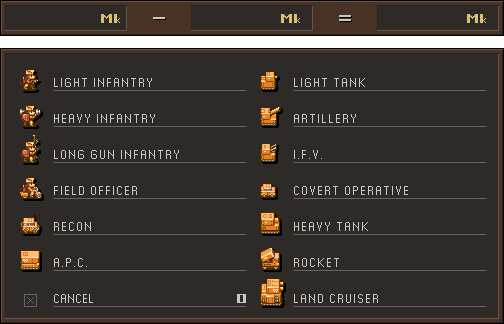 Mk — Mk = Mk
LIGHT INFANTRY
HEAVY INFANTRY
LONG GUN INFANTRY
FIELD OFFICER
RECON
A.P.C.
CANCEL 0
LIGHT TANK
ARTILLERY
I.F.V.
COVERT OPERATIVE
HEAVY TANK
ROCKET
LAND CRUISER